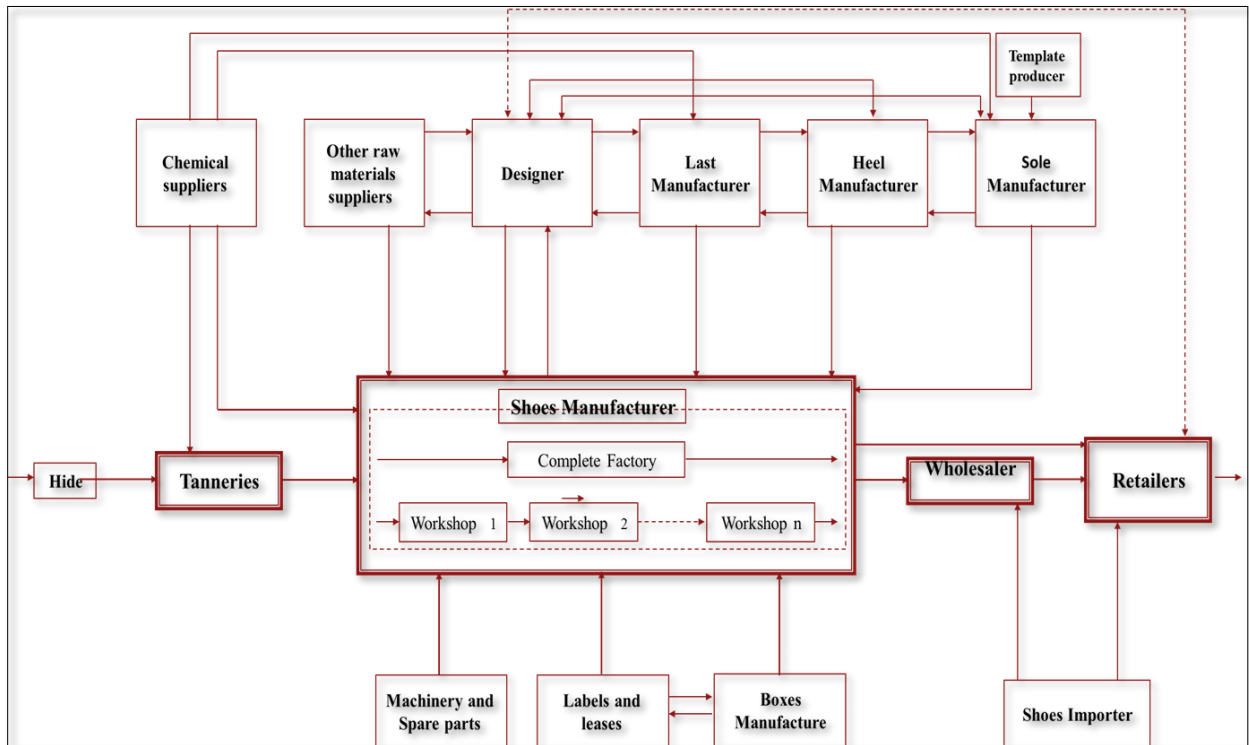 Template
producer
Chemical
suppliers
Other raw
materials
suppliers
Designer
Last
Manufacturer
Heel
Manufacturer
Sole
Manufacturer
Shoes Manufacturer
Complete Factory
Workshop 1
Workshop 2
Workshop n
Hide
Tanneries
Wholesaler
Retailers
Machinery and
Spare parts
Labels and
leases
Boxes
Manufacture
Shoes Importer